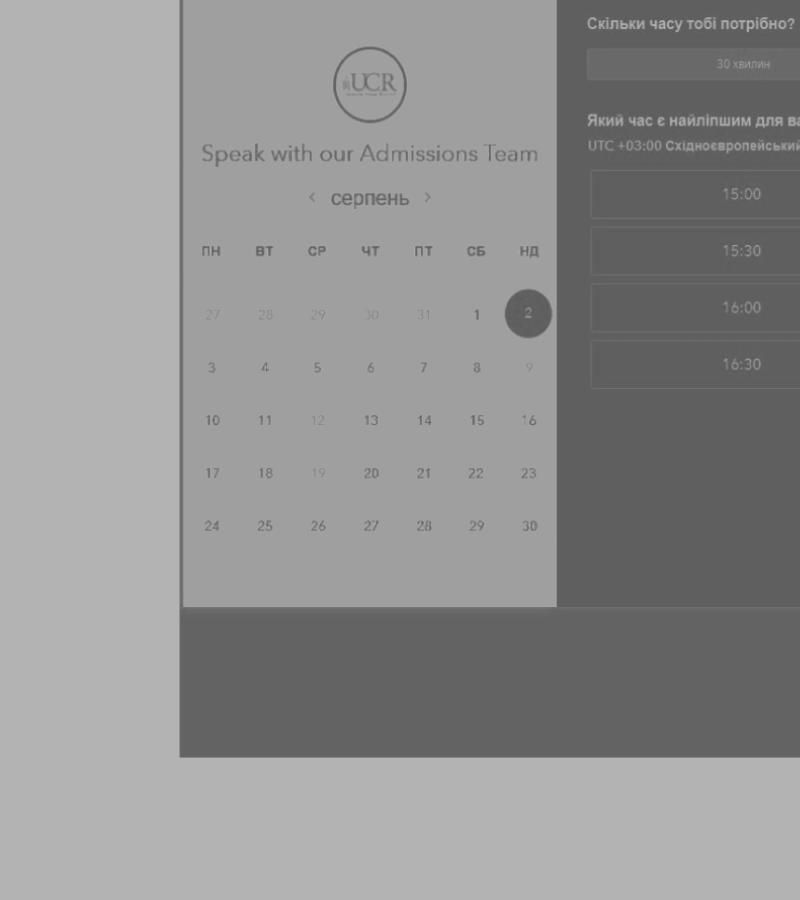 UCR
Speak with our Admissions Team
серпень
ПН ВТ СР ЧТ ПТ СБ НД
27 28 29 30 31 1 2
3 4 5 6 7 8 9
10 11 12 13 14 15 16
17 18 19 20 21 22 23
24 25 26 27 28 29 30
Скільки часу тобі потрібно?
30 хвилин
Який час є найліпшим для ва
UTC +03:00 Східноєвропейський
15:00
15:30
16:00
16:30